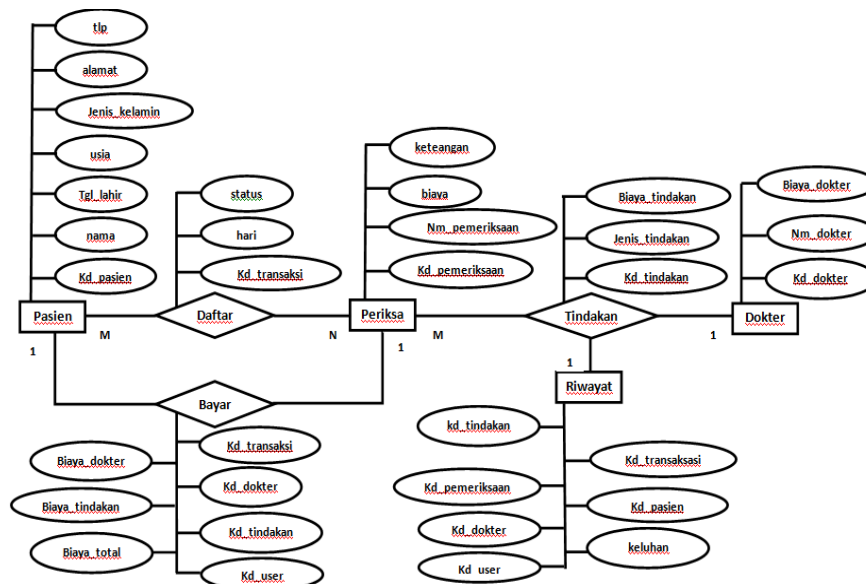 tlp
alamat
Jenis_kelamin
usia
Tgl_lahir
nama
Kd_pasien
status
hari
Kd_transaksi
keteangan
biaya
Nm_pemeriksaan
Kd_pemeriksaan
Biaya_tindakan
Jenis_tindakan
Kd_tindakan
Biaya_dokter
Nm_dokter
Kd_dokter
Pasien
M
Daftar
N
Periksa
M
Tindakan
1
Dokter
1
1
1
Riwayat
Bayar
Kd_transaksi
Biaya_dokter
Kd_dokter
Biaya_tindakan
Kd_tindakan
Biaya_total
Kd_user
kd_tindakan
Kd_transaksasi
Kd_pemeriksaan
Kd_pasien
Kd_dokter
keluhan
Kd_user